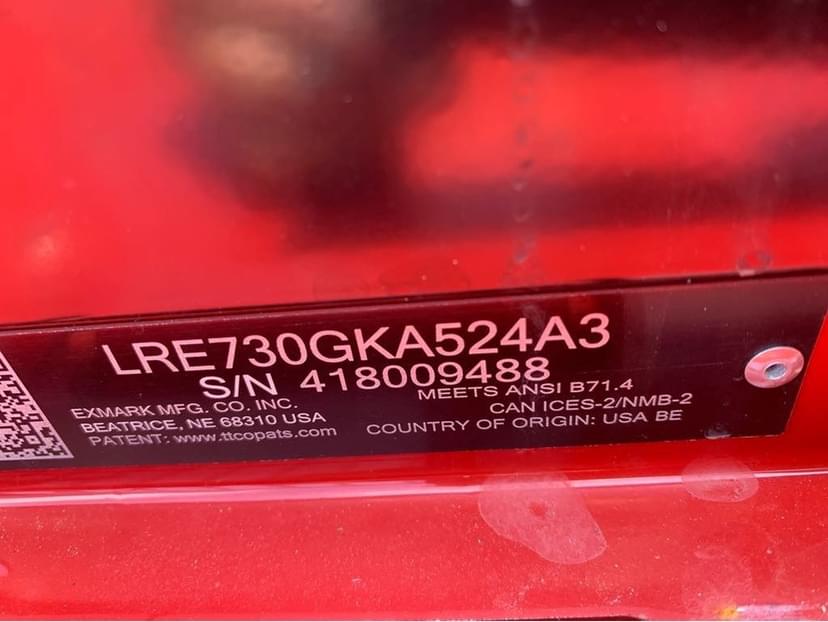 LRE730GKA524A3
S/N 418009488
MEETS ANSI B71.4
EXMARK MFG. CO. INC.
CAN ICES-2/NMB-2
BEATRICE, NE 68310 USA
COUNTRY OF ORIGIN: USA BE
PATENT: www.ttcopats.com